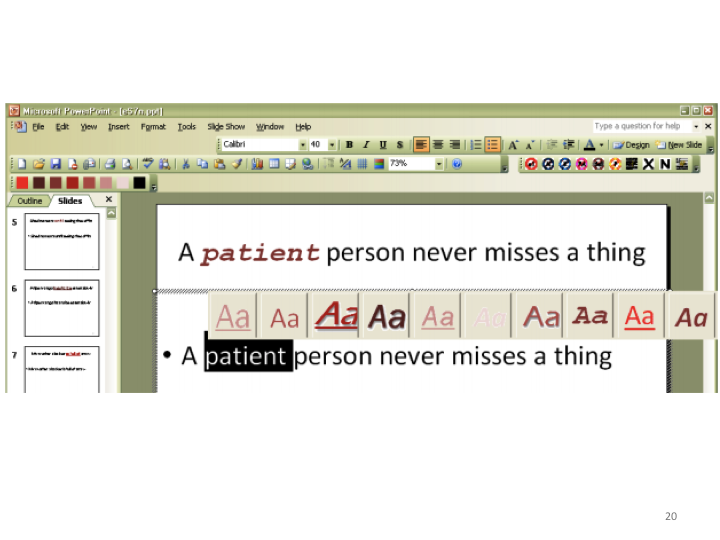 Microsoft PowerPoint - [e57n.ppt]
File Edit View Insert Format Tools Slide Show Window Help
Type a question for help
Calibri 40 B I U S A A A Design New Slide
73% X N
Outline Slides
5
A patient person never misses a thing
6
Aa Aa Aa Aa Aa Aa Aa Aa Aa Aa
7
• A patient person never misses a thing
20